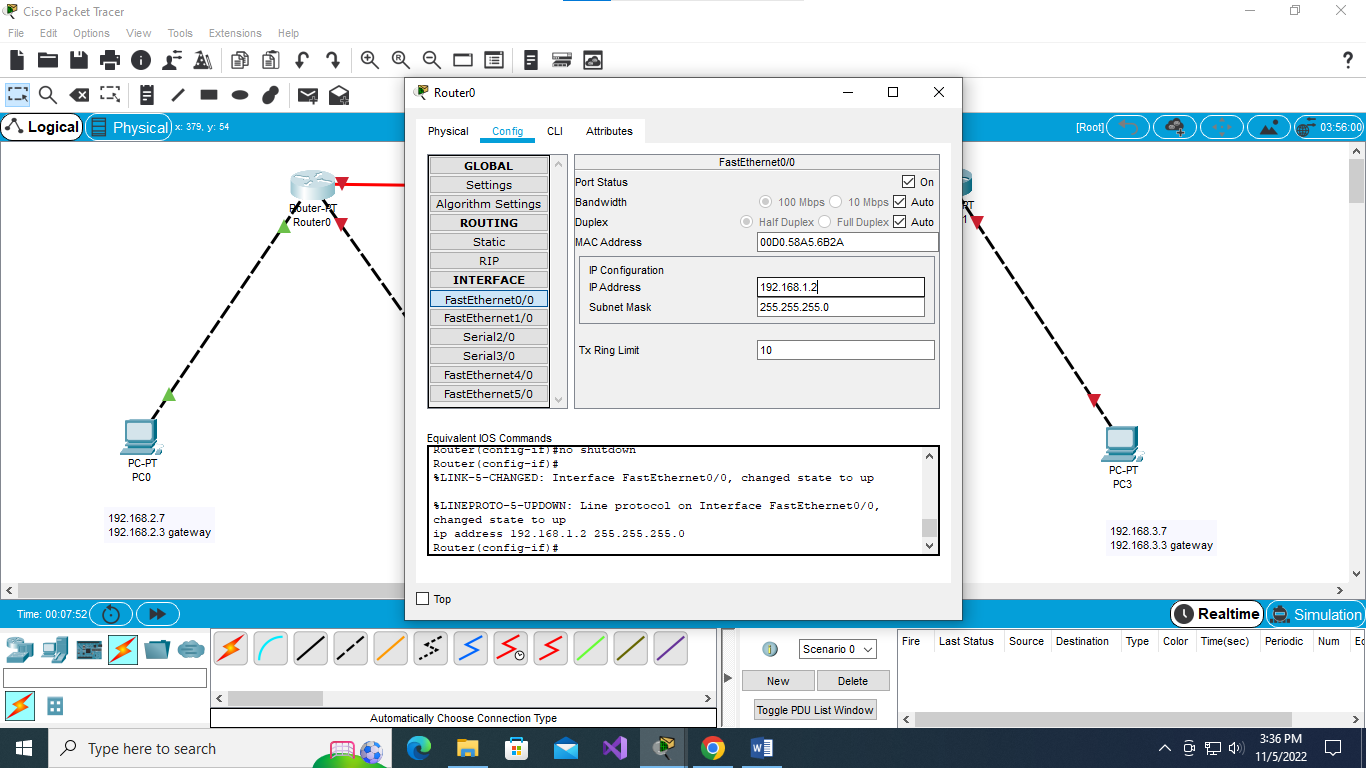 Cisco Packet Tracer
File Edit Options View Tools Extensions Help
Logical Physical x: 379, y: 54
[Root] 03:56:00
Router-PT
Router0
PC-PT
PC0
192.168.2.7
192.168.2.3 gateway
Router0
Physical Config CLI Attributes
GLOBAL
Settings
Algorithm Settings
ROUTING
Static
RIP
INTERFACE
FastEthernet0/0
FastEthernet1/0
Serial2/0
Serial3/0
FastEthernet4/0
FastEthernet5/0
FastEthernet0/0
Port Status On
Bandwidth 100 Mbps 10 Mbps Auto
Duplex Half Duplex Full Duplex Auto
MAC Address 00D0.58A5.6B2A
IP Configuration
IP Address 192.168.1.2
Subnet Mask 255.255.255.0
Tx Ring Limit 10
Equivalent IOS Commands
Router(config-if)#no shutdown
Router(config-if)#
%LINK-5-CHANGED: Interface FastEthernet0/0, changed state to up
%LINEPROTO-5-UPDOWN: Line protocol on Interface FastEthernet0/0,
changed state to up
ip address 192.168.1.2 255.255.255.0
Router(config-if)#
Top
PT
1
PC-PT
PC3
192.168.3.7
192.168.3.3 gateway
Time: 00:07:52
Realtime Simulation
Automatically Choose Connection Type
Scenario 0
New Delete
Toggle PDU List Window
Fire Last Status Source Destination Type Color Time(sec) Periodic Num Ec
Type here to search
3:36 PM
11/5/2022